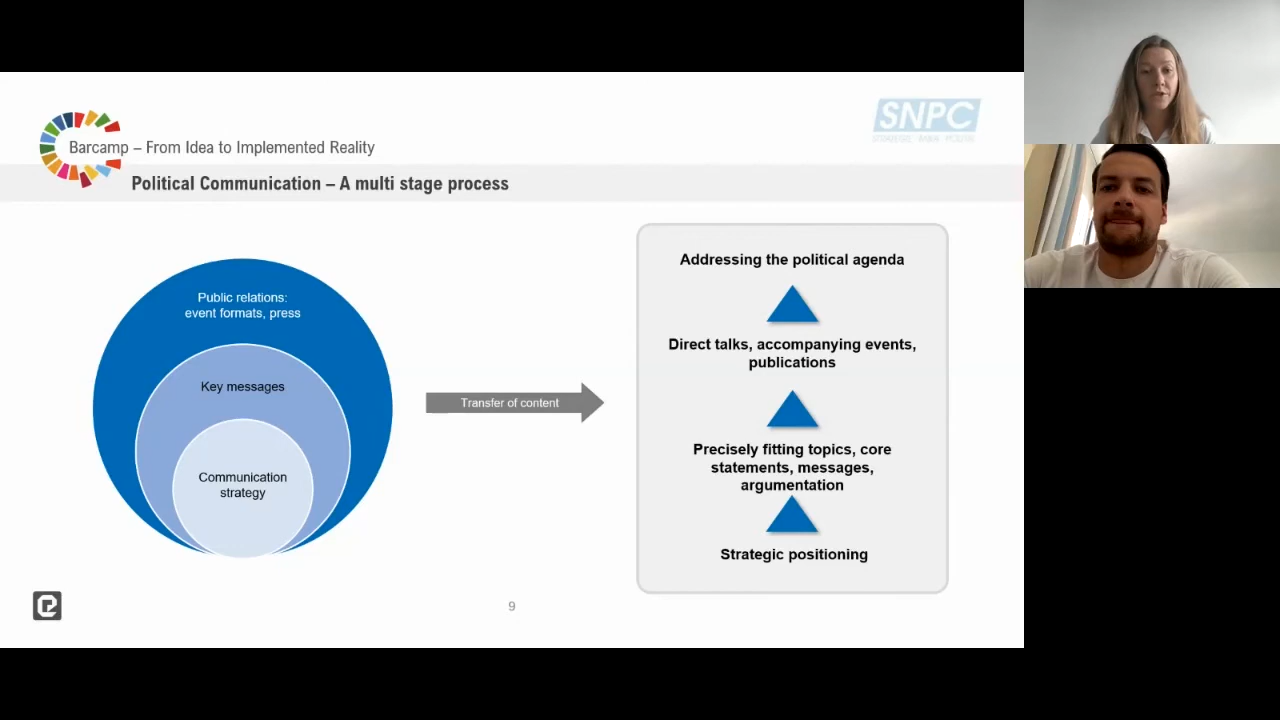 SNPC
Barcamp – From Idea to Implemented Reality
Political Communication – A multi stage process
Public relations:
event formats, press
Key messages
Communication
strategy
Transfer of content
Addressing the political agenda
Direct talks, accompanying events,
publications
Precisely fitting topics, core
statements, messages,
argumentation
Strategic positioning
9